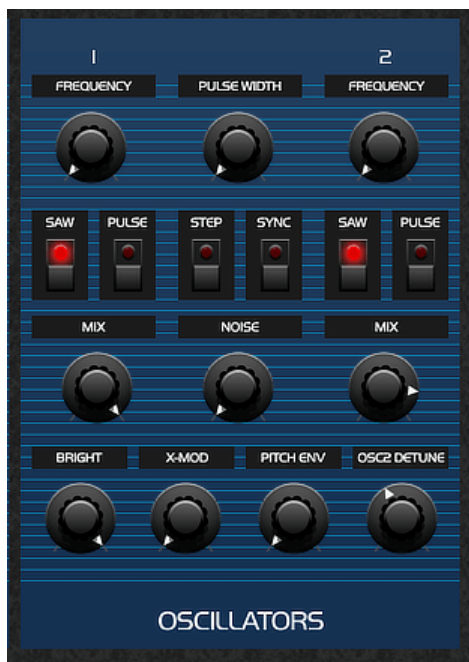 1 2
FREQUENCY PULSE WIDTH FREQUENCY
SAW PULSE STEP SYNC SAW PULSE
MIX NOISE MIX
BRIGHT X-MOD PITCH ENV OSC2 DETUNE
OSCILLATORS